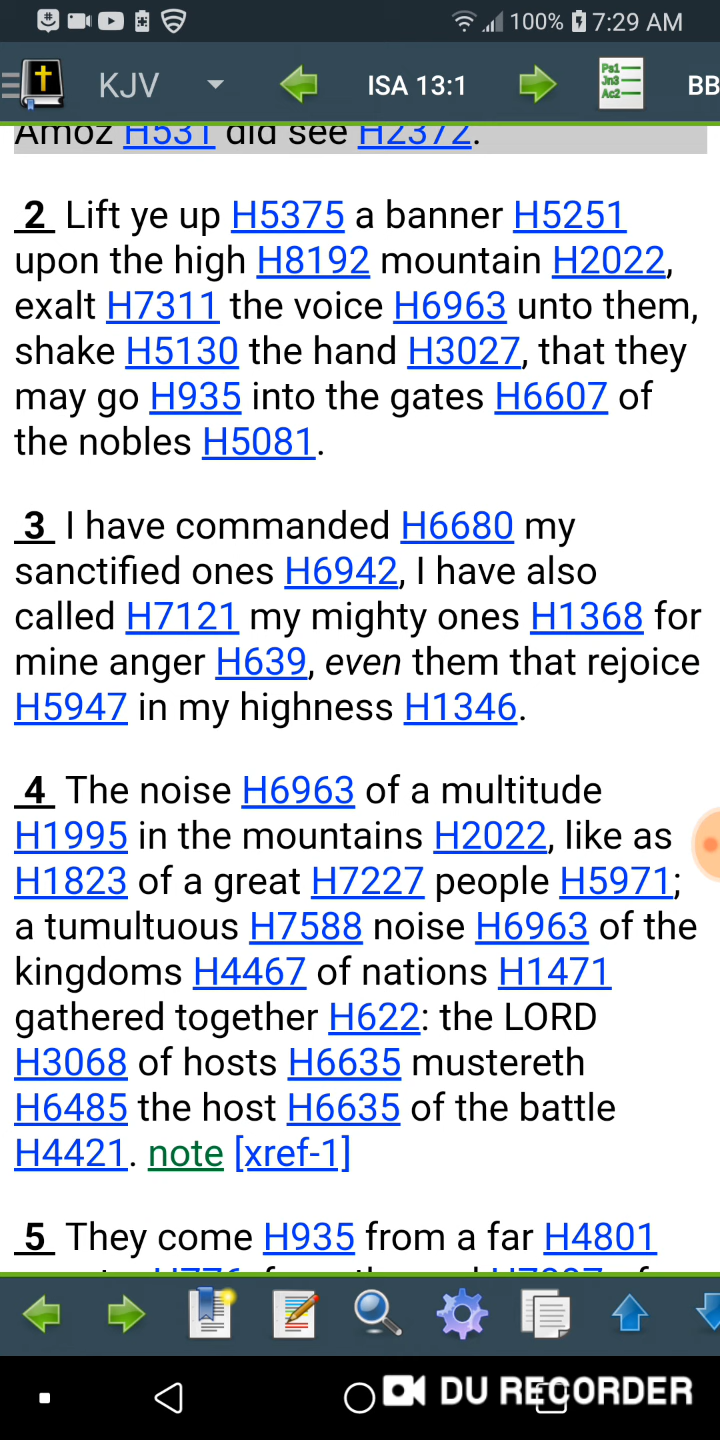 100% 7:29 AM
KJV ISA 13:1 Ps1 Jn3 Ac2 BB
Amoz H531 did see H2372.
2 Lift ye up H5375 a banner H5251
upon the high H8192 mountain H2022,
exalt H7311 the voice H6963 unto them,
shake H5130 the hand H3027, that they
may go H935 into the gates H6607 of
the nobles H5081.
3 I have commanded H6680 my
sanctified ones H6942, I have also
called H7121 my mighty ones H1368 for
mine anger H639, even them that rejoice
H5947 in my highness H1346.
4 The noise H6963 of a multitude
H1995 in the mountains H2022, like as
H1823 of a great H7227 people H5971;
a tumultuous H7588 noise H6963 of the
kingdoms H4467 of nations H1471
gathered together H622: the LORD
H3068 of hosts H6635 mustereth
H6485 the host H6635 of the battle
H4421. note [xref-1]
5 They come H935 from a far H4801
DU RECORDER